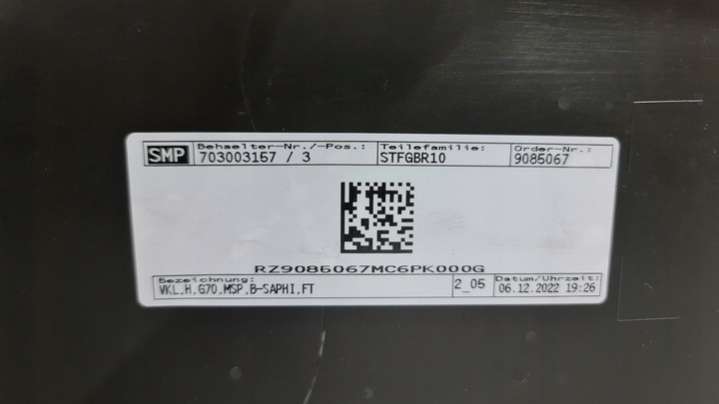 SMP Behaelter-Nr./-Pos.: Teilefamilie: Order-Nr.:
703003157 / 3 STFGBR10 9085067
RZ9085067MC6PK000G
Bezeichnung: 2_05 Datum/Uhrzeit:
VKL,H,G70,MSP,B-SAPHI,FT 06.12.2022 19:26